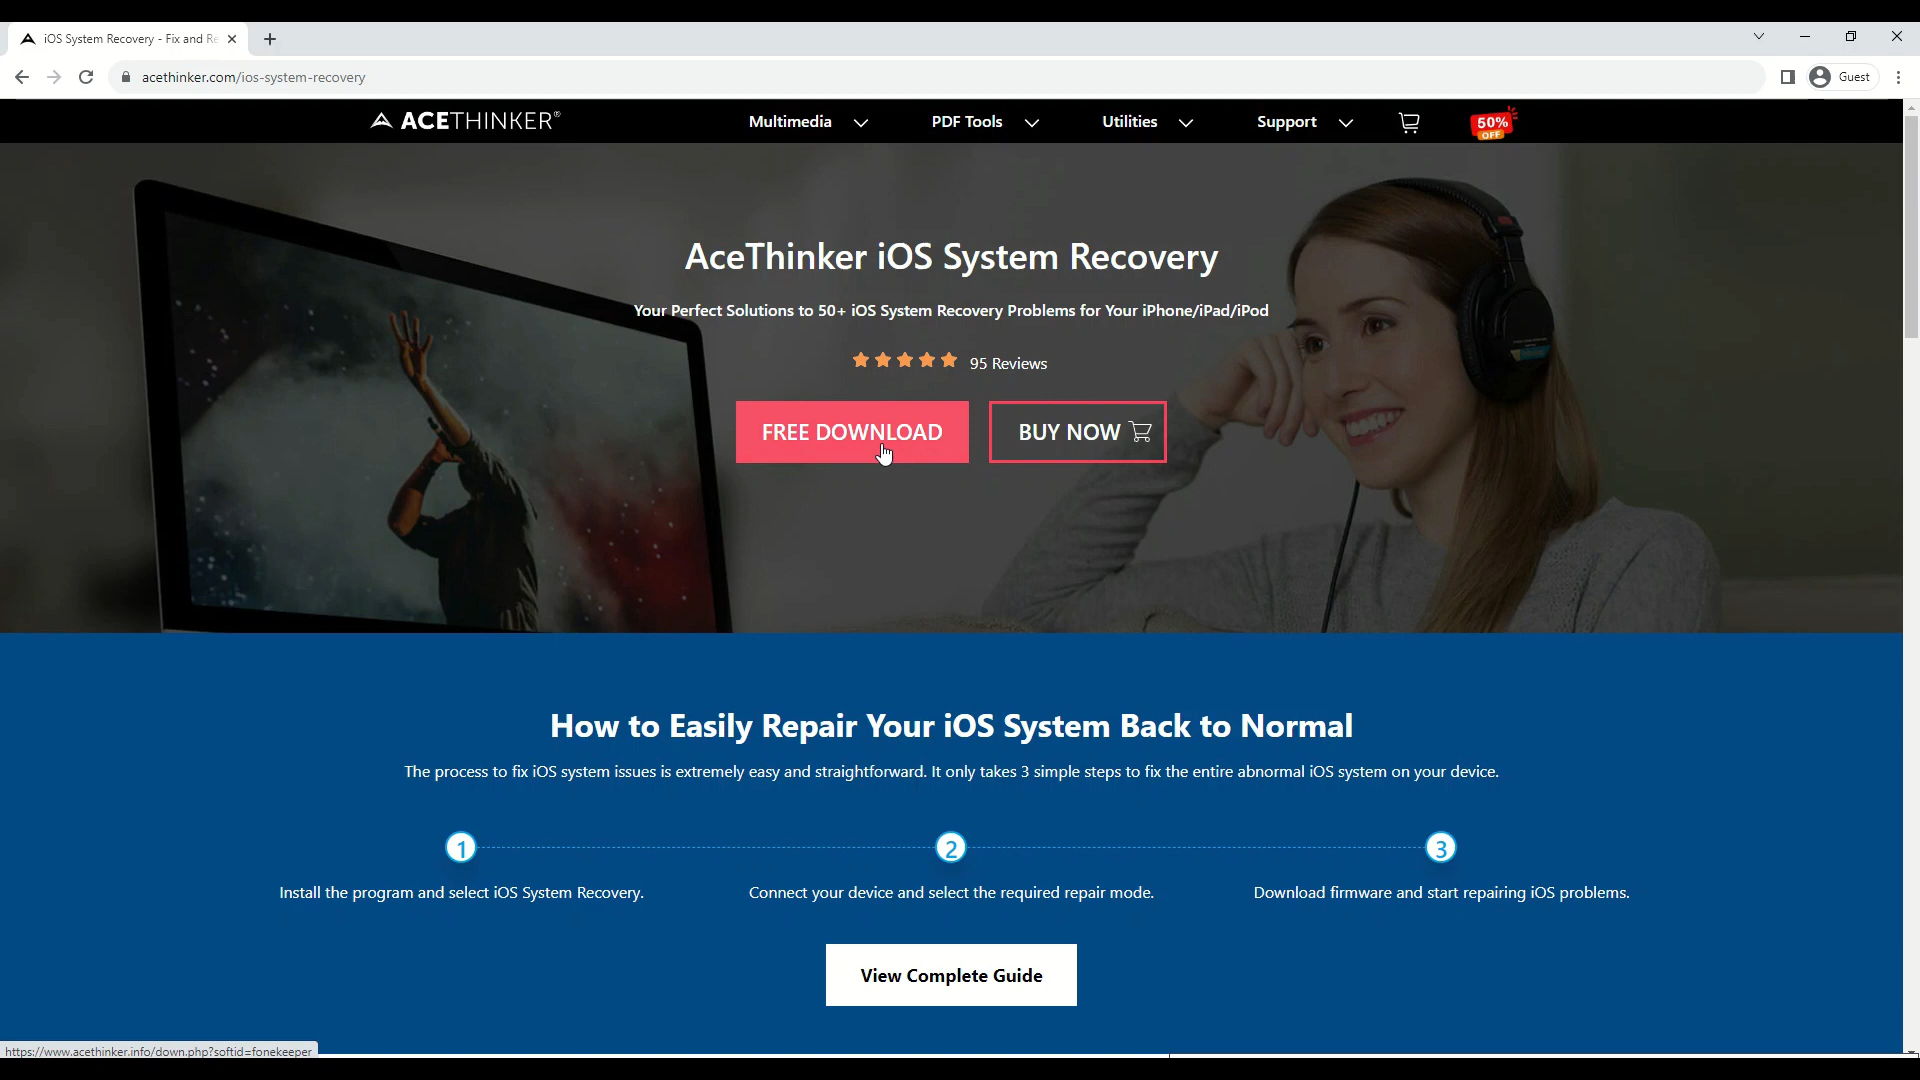 iOS System Recovery - Fix and Re
acethinker.com/ios-system-recovery
Guest
ACETHINKER®
Multimedia
PDF Tools
Utilities
Support
50%
OFF
AceThinker iOS System Recovery
Your Perfect Solutions to 50+ iOS System Recovery Problems for Your iPhone/iPad/iPod
95 Reviews
FREE DOWNLOAD
BUY NOW
How to Easily Repair Your iOS System Back to Normal
The process to fix iOS system issues is extremely easy and straightforward. It only takes 3 simple steps to fix the entire abnormal iOS system on your device.
1
2
3
Install the program and select iOS System Recovery.
Connect your device and select the required repair mode.
Download firmware and start repairing iOS problems.
View Complete Guide
https://www.acethinker.info/down.php?softid=fonekeeper